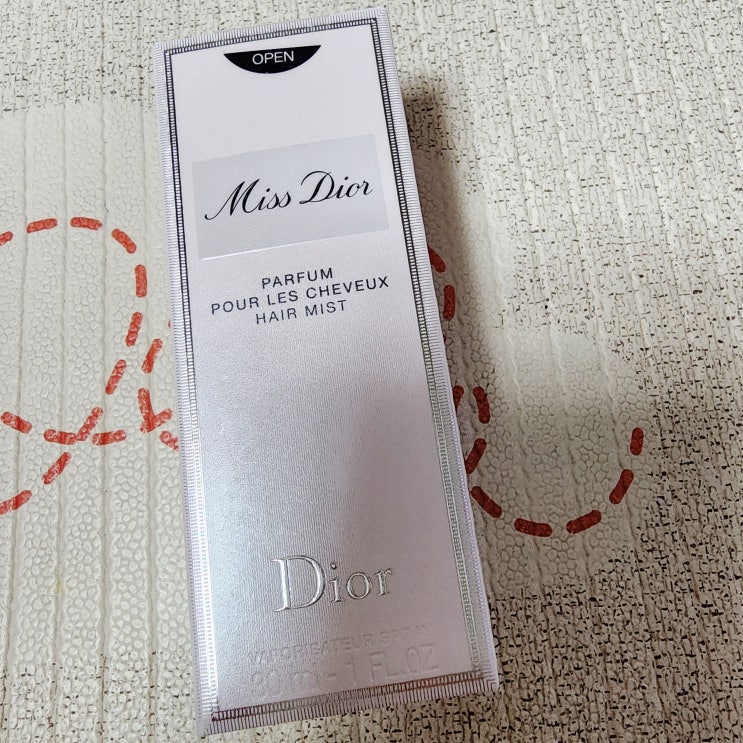 OPEN
Miss Dior
PARFUM
POUR LES CHEVEUX
HAIR MIST
Dior
VAPORISATEUR SPRAY
30 ml - 1 FL.OZ